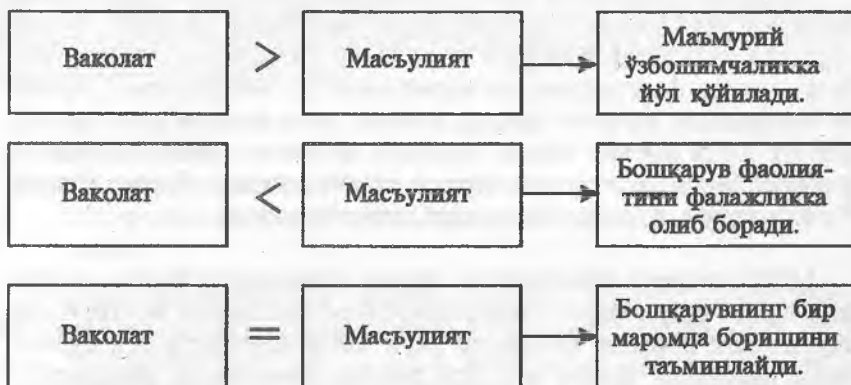 Ваколат > Масъулият Маъмурий
ўзбошимчаликка
йўл қўйилади.
Ваколат < Масъулият Бошқарув фаолия-
тини фалажликка
олиб боради.
Ваколат = Масъулият Бошқарувнинг бир
маромда боришини
таъминлайди.